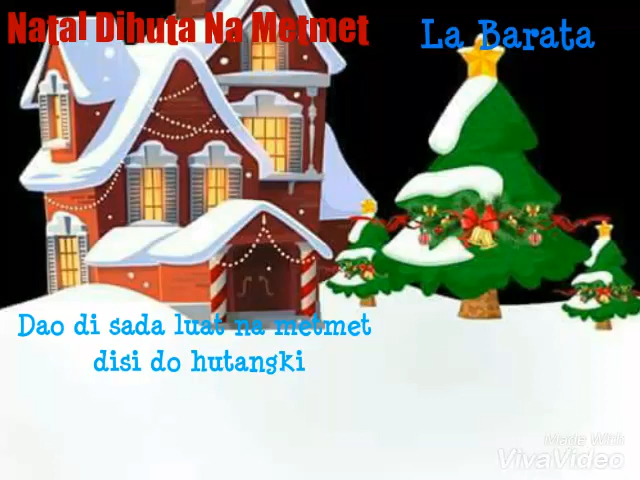 Natal Dihuta Na Metmet
La Barata
Dao di sada luat na metmet
disi do hutangki
Made With
VivaVideo